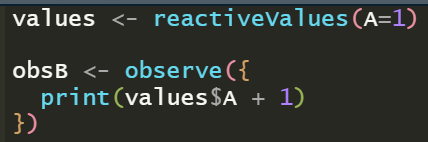 values <- reactiveValues(A=1)
obsB <- observe({
  print(values$A + 1)
})